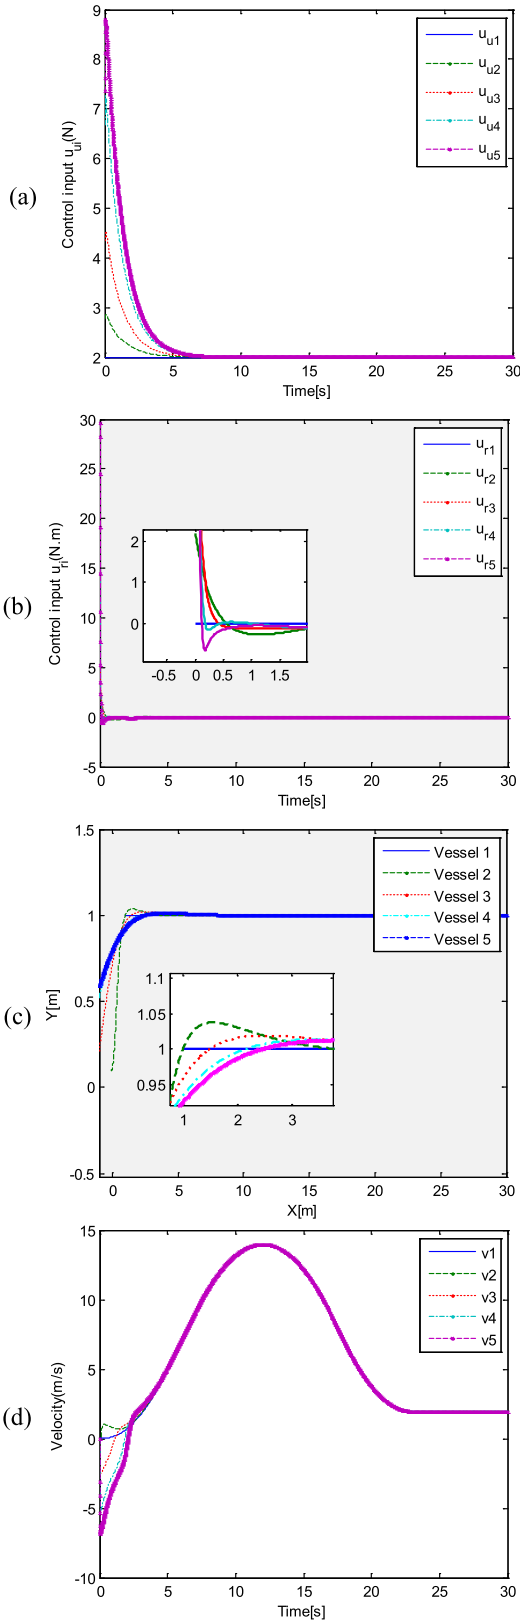 (a)
Control input u_ui(N)
9
8
7
6
5
4
3
2
0 5 10 15 20 25 30
Time[s]
u_u1
u_u2
u_u3
u_u4
u_u5
(b)
Control input u_ri(N.m)
30
25
20
15
10
5
0
-5
0 5 10 15 20 25 30
Time[s]
u_r1
u_r2
u_r3
u_r4
u_r5
2
1
0
-0.5 0 0.5 1 1.5
(c)
Y[m]
1.5
1
0.5
0
-0.5
0 5 10 15 20 25 30
X[m]
Vessel 1
Vessel 2
Vessel 3
Vessel 4
Vessel 5
1.1
1.05
1
0.95
1 2 3
(d)
Velocity(m/s)
15
10
5
0
-5
-10
0 5 10 15 20 25 30
Time[s]
v1
v2
v3
v4
v5